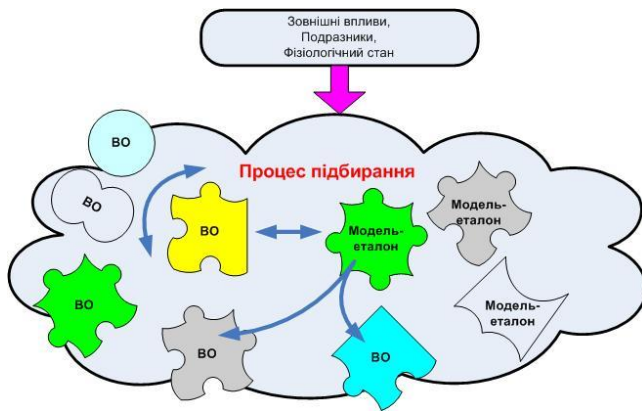 Зовнішні впливи,
Подразники,
Фізіологічний стан
ВО
Процес підбирання
ВО
ВО
Модель-
еталон
Модель-
еталон
ВО
Модель-
еталон
ВО
ВО